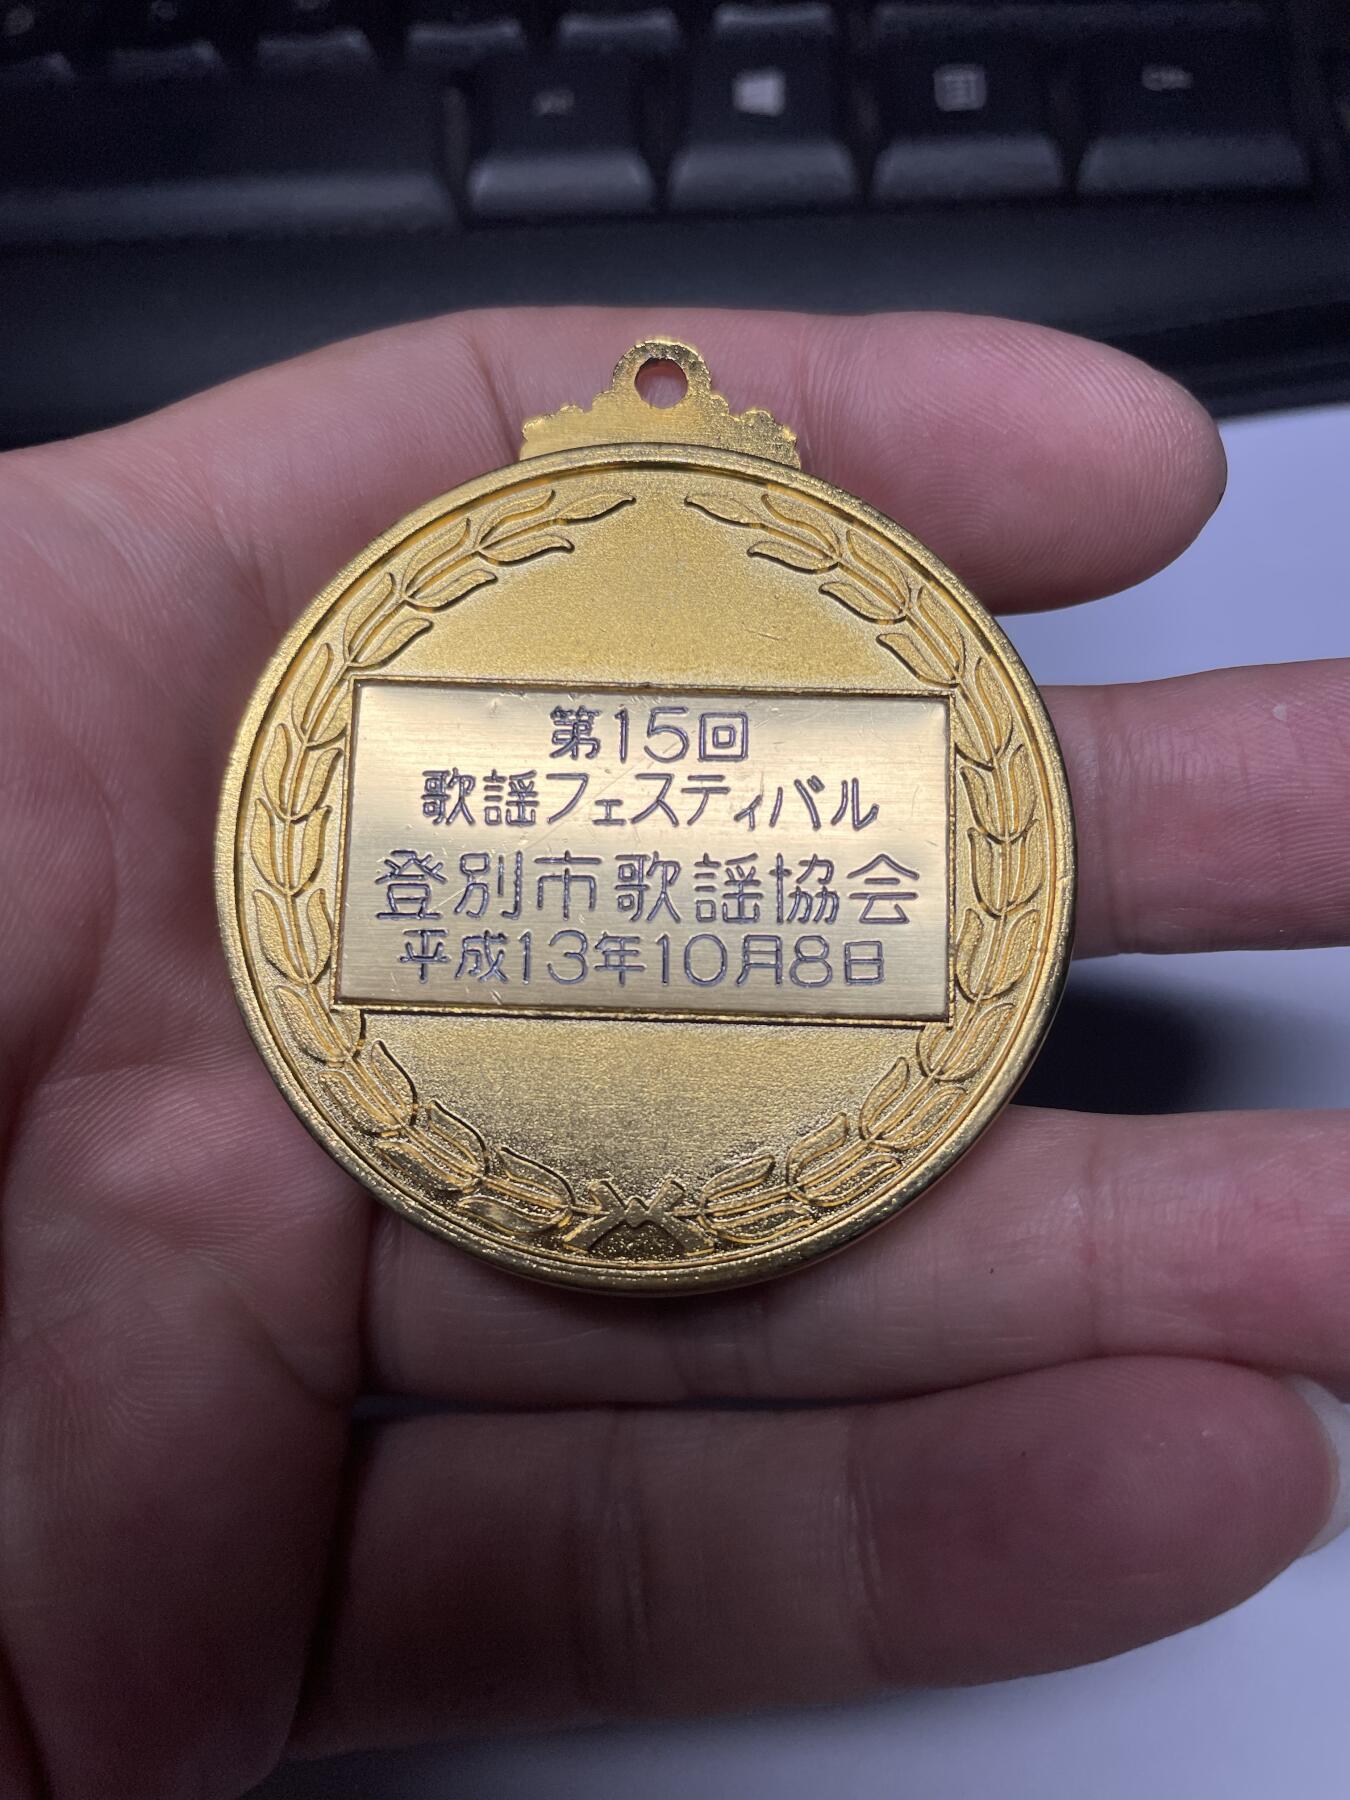 第15回
歌謡フェスティバル
登別市歌謡協会
平成13年10月8日